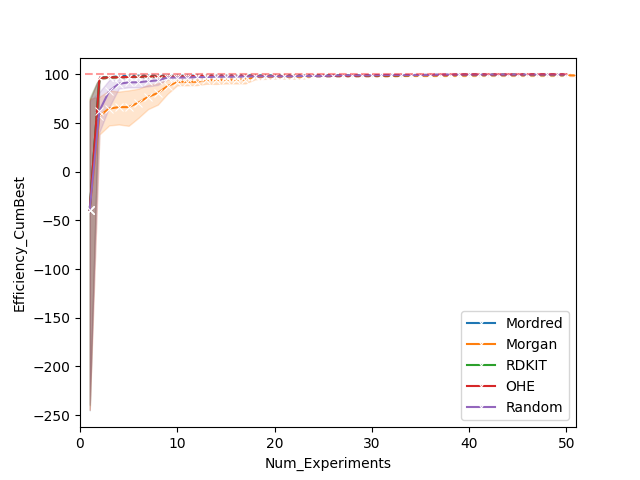 100
50
0
−50
−100
−150
−200
−250
Efficiency_CumBest
Mordred
Morgan
RDKIT
OHE
Random
0 10 20 30 40 50
Num_Experiments